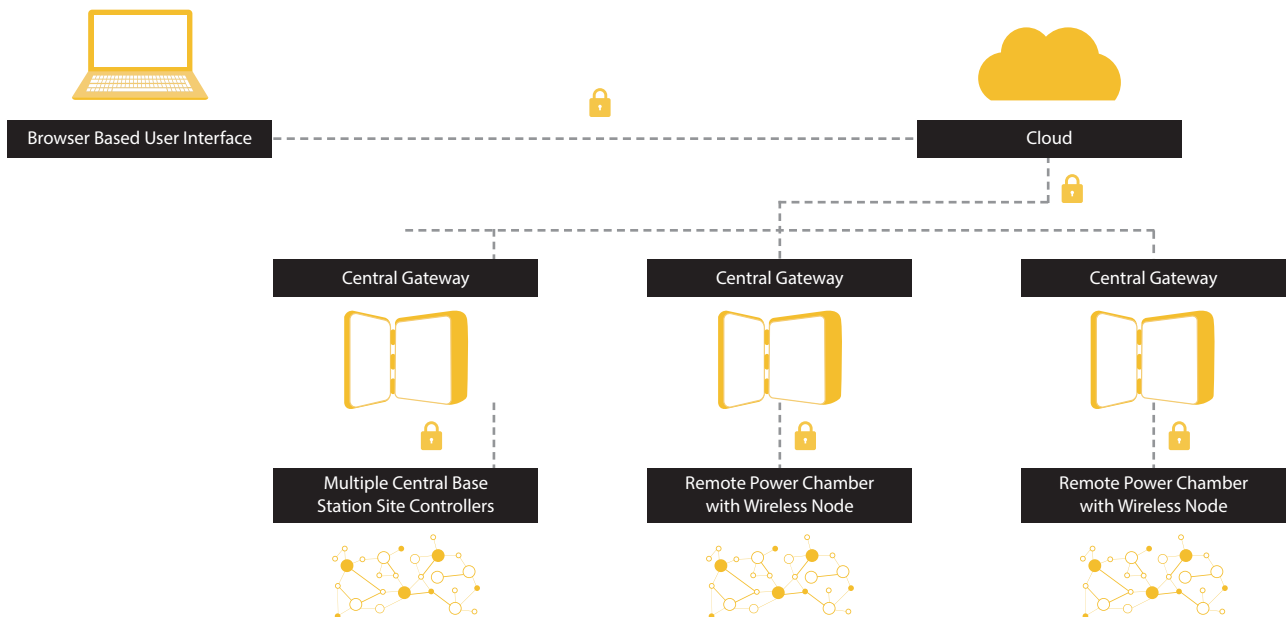 Browser Based User Interface
Cloud
Central Gateway
Central Gateway
Central Gateway
Multiple Central Base
Station Site Controllers
Remote Power Chamber
with Wireless Node
Remote Power Chamber
with Wireless Node